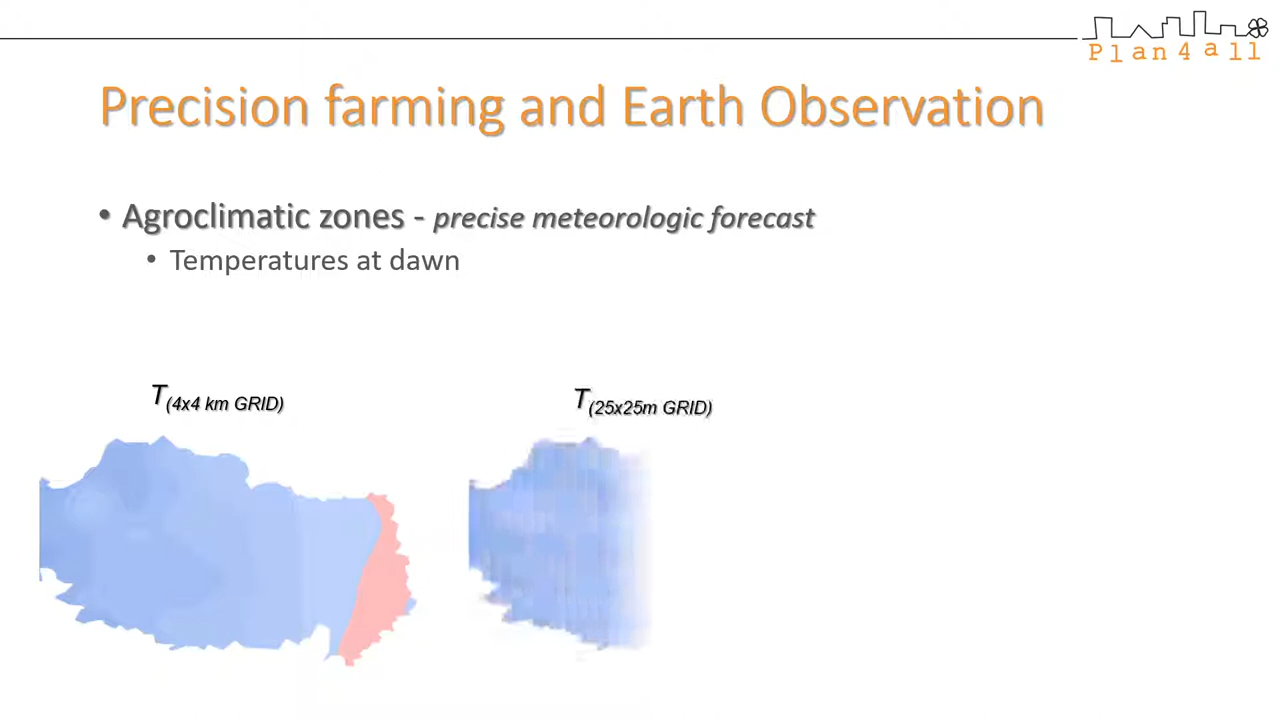 Plan4all
Precision farming and Earth Observation
• Agroclimatic zones - precise meteorologic forecast
• Temperatures at dawn
T(4x4 km GRID)
T(25x25m GRID)